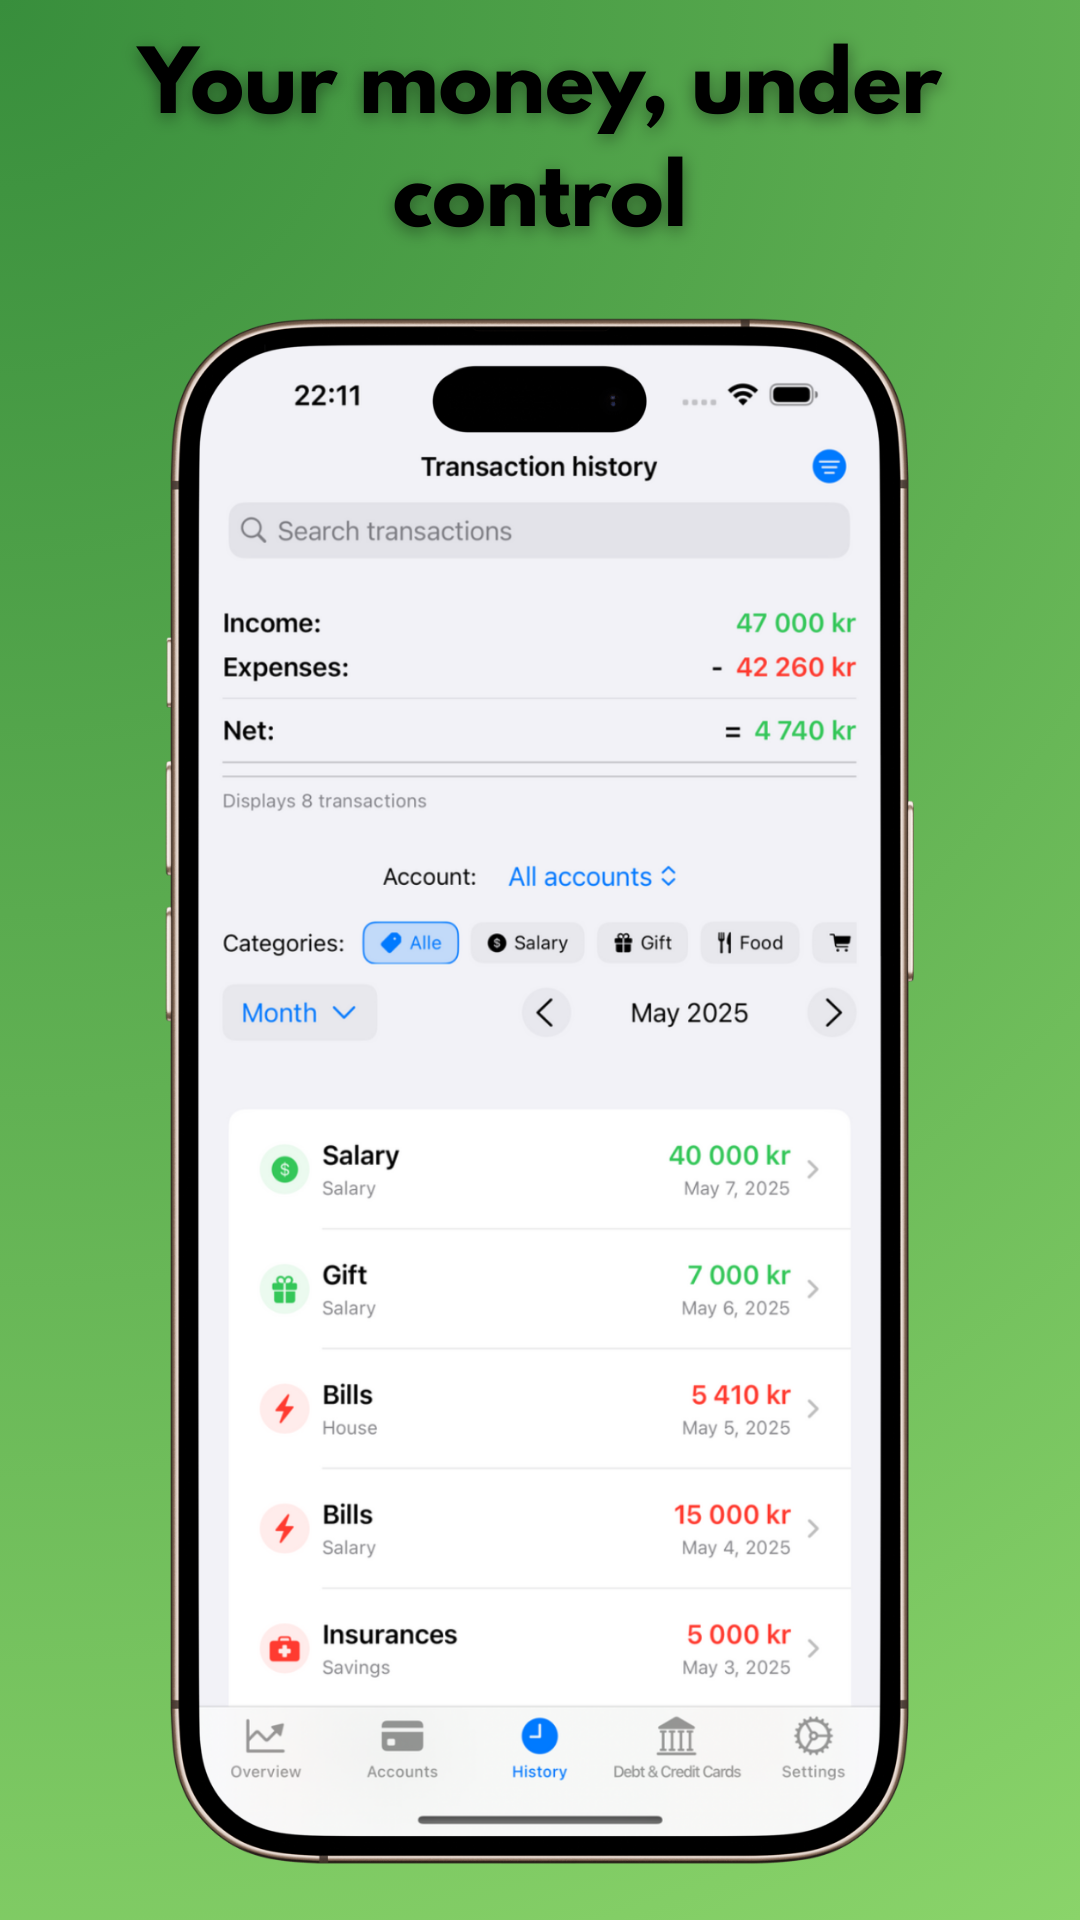 Your money, under
control
22:11
Transaction history
Search transactions
Income: 47 000 kr
Expenses: - 42 260 kr
Net: = 4 740 kr
Displays 8 transactions
Account: All accounts
Categories: Alle Salary Gift Food
Month May 2025
Salary 40 000 kr
Salary May 7, 2025
Gift 7 000 kr
Salary May 6, 2025
Bills 5 410 kr
House May 5, 2025
Bills 15 000 kr
Salary May 4, 2025
Insurances 5 000 kr
Savings May 3, 2025
Overview Accounts History Debt & Credit Cards Settings